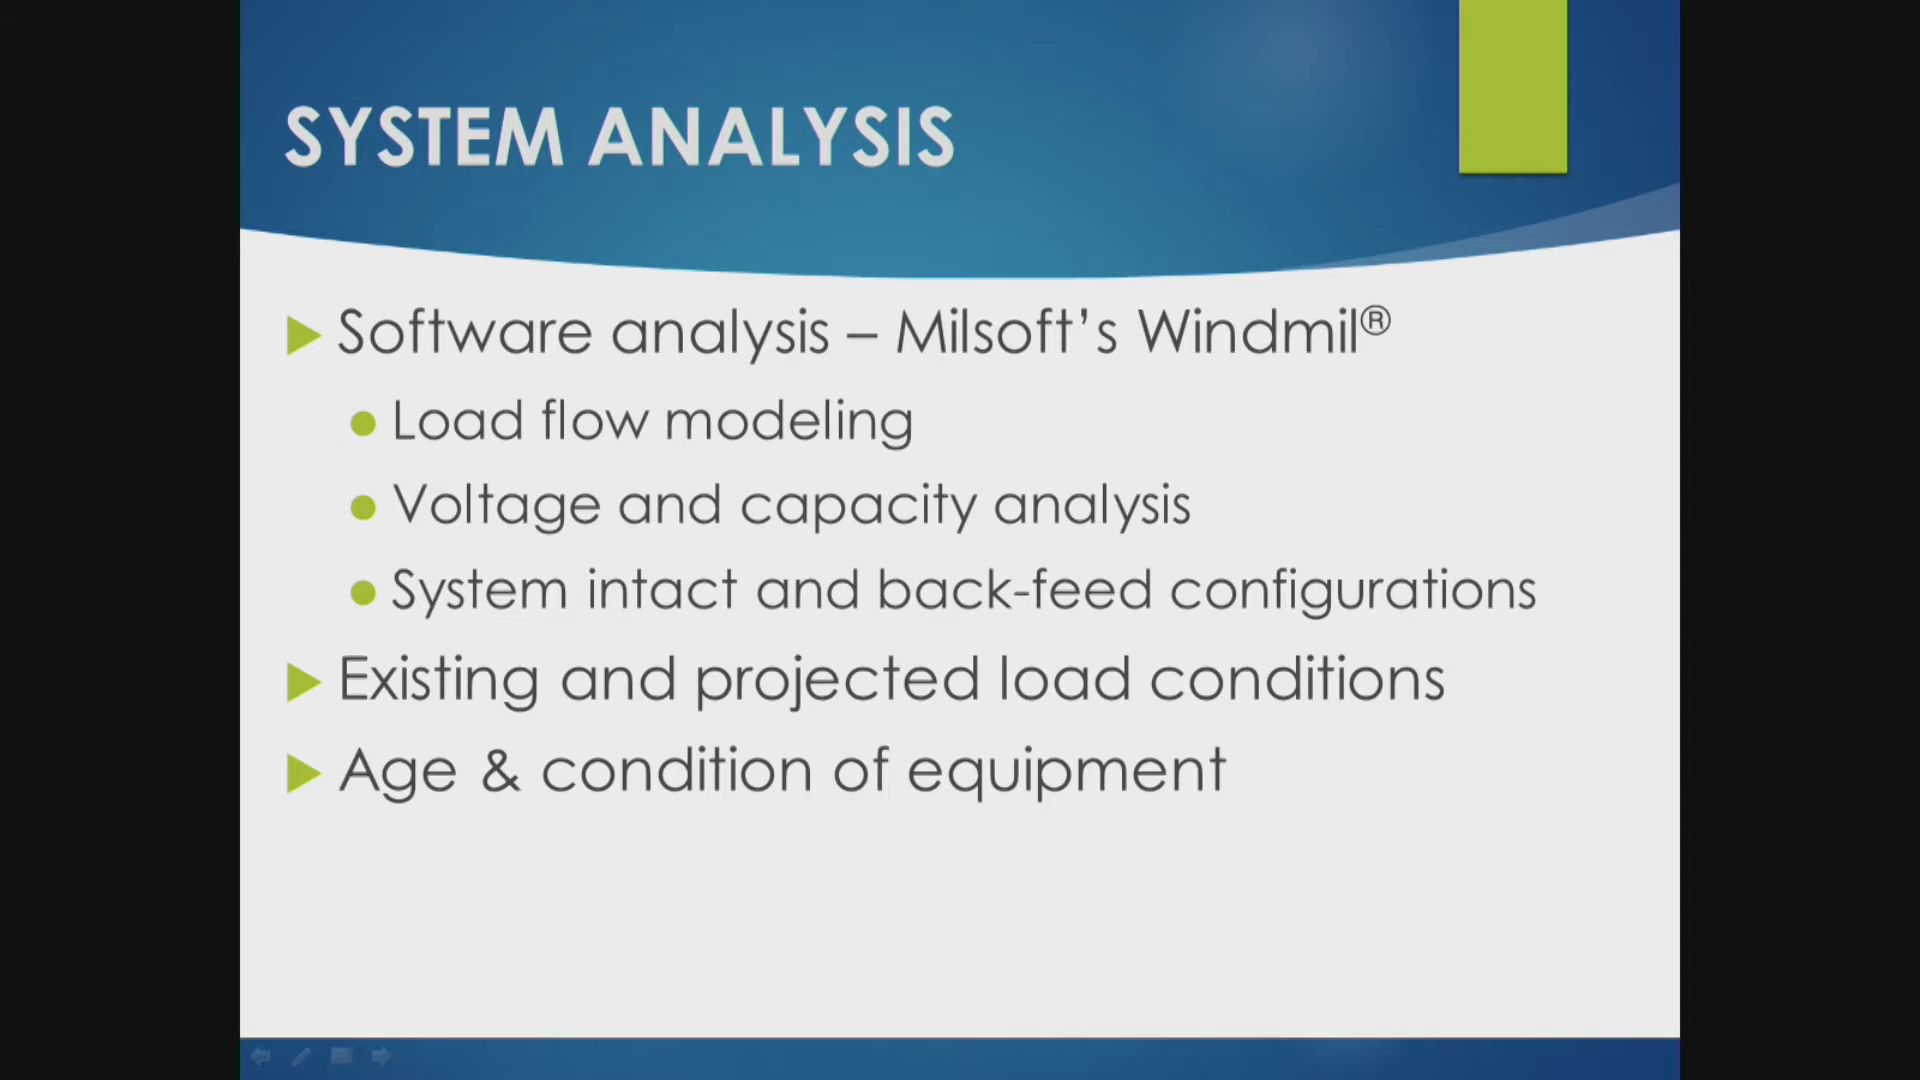 SYSTEM ANALYSIS
Software analysis – Milsoft’s Windmil®
Load flow modeling
Voltage and capacity analysis
System intact and back-feed configurations
Existing and projected load conditions
Age & condition of equipment